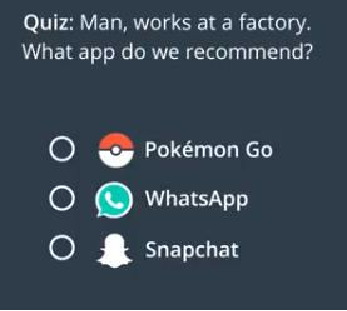 Quiz: Man, works at a factory.
What app do we recommend?
Pokémon Go
WhatsApp
Snapchat